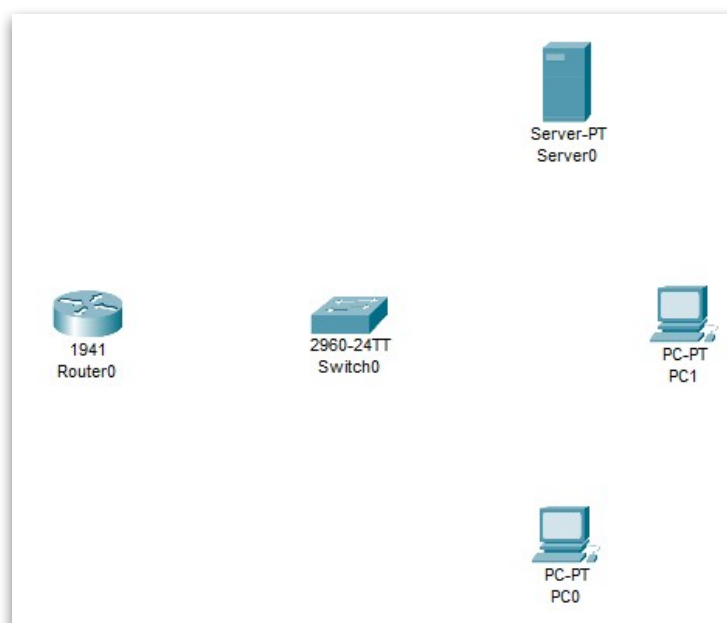 Server-PT
Server0
1941
Router0
2960-24TT
Switch0
PC-PT
PC1
PC-PT
PC0